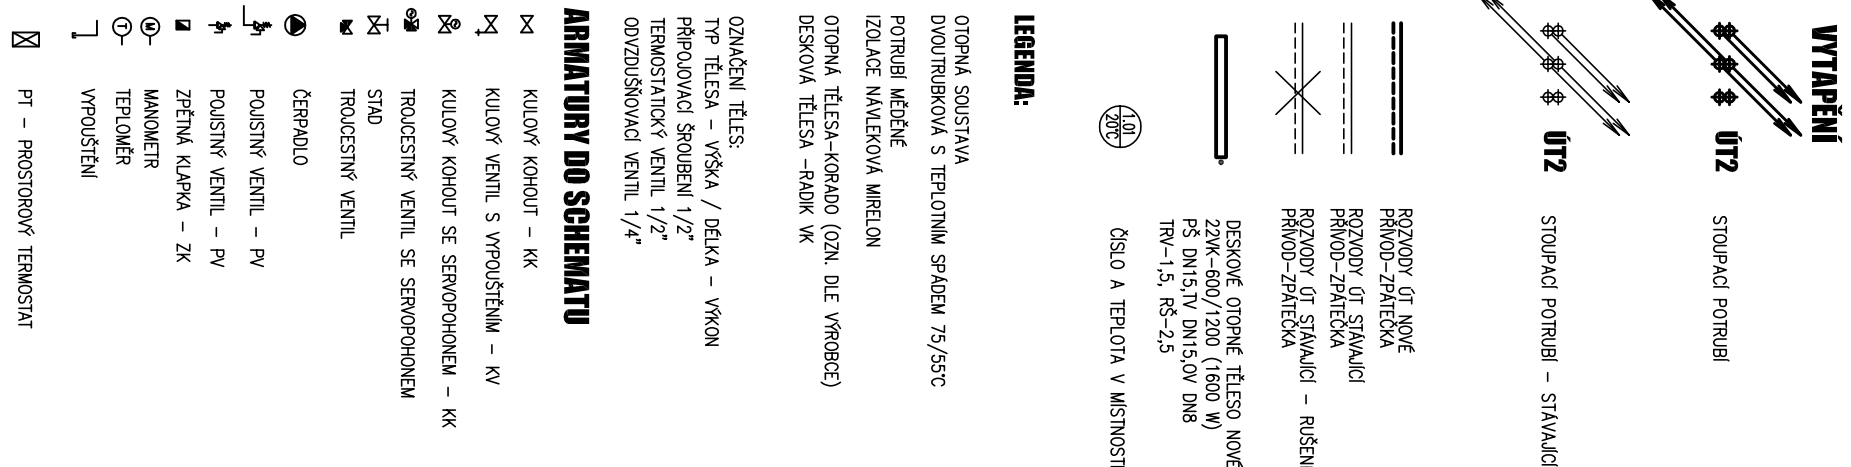 VYTAPĚNÍ
ÚT2
STOUPACÍ POTRUBÍ
ÚT2
STOUPACÍ POTRUBÍ – STÁVAJÍCÍ
ROZVODY ÚT NOVÉ
PŘÍVOD–ZPÁTEČKA
ROZVODY ÚT STÁVAJÍCÍ
PŘÍVOD–ZPÁTEČKA
ROZVODY ÚT STÁVAJÍCÍ – RUŠENÉ
PŘÍVOD–ZPÁTEČKA
DESKOVÉ OTOPNÉ TĚLESO NOVÉ
22VK–600/1200 (1600 W)
PŠ DN15,TV DN15,OV DN8
TRV–1,5, RŠ–2,5
1.01
20°C
ČÍSLO A TEPLOTA V MÍSTNOSTI
LEGENDA:
OTOPNÁ SOUSTAVA
DVOUTRUBKOVÁ S TEPLOTNÍM SPÁDEM 75/55°C
POTRUBÍ MĚDĚNÉ
IZOLACE NÁVLEKOVÁ MIRELON
OTOPNÁ TĚLESA–KORADO (OZN. DLE VÝROBCE)
DESKOVÁ TĚLESA –RADIK VK
OZNAČENÍ TĚLES:
TYP TĚLESA – VÝŠKA / DÉLKA – VÝKON
PŘIPOJOVACÍ ŠROUBENÍ 1/2"
TERMOSTATICKÝ VENTIL 1/2"
ODVZDUŠŇOVACÍ VENTIL 1/4"
ARMATURY DO SCHEMATU
KULOVÝ KOHOUT – KK
KULOVÝ VENTIL S VYPOUŠTĚNÍM – KV
KULOVÝ KOHOUT SE SERVOPOHONEM – KK
TROJCESTNÝ VENTIL SE SERVOPOHONEM
STAD
TROJCESTNÝ VENTIL
ČERPADLO
POJISTNÝ VENTIL – PV
POJISTNÝ VENTIL – PV
ZPĚTNÁ KLAPKA – ZK
M MANOMETR
T TEPLOMĚR
VYPOUŠTĚNÍ
PT – PROSTOROVÝ TERMOSTAT